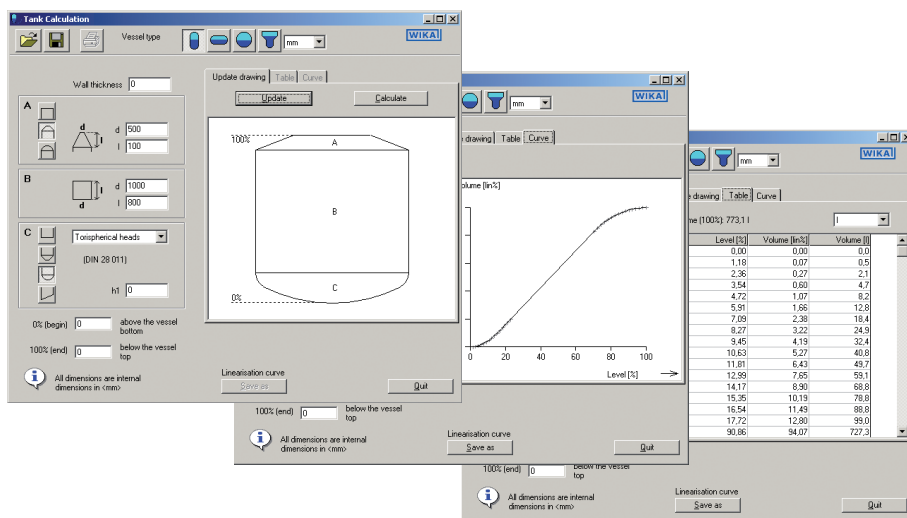 Tank Calculation
Vessel type
mm
WIKA
Wall thickness 0
Update drawing Table Curve
Update Calculate
A
d l
d 500
l 100
B
d l
d 1000
l 800
C
Torispherical heads
(DIN 28 011)
h1 0
0% (begin) 0 above the vessel
bottom
100% (end) 0 below the vessel
top
i
All dimensions are internal
dimensions in <mm>
100%
A
B
C
0%
Linearisation curve
Save as
Quit
mm
WIKA
drawing Table Curve
olume [lin%]
0 20 40 60 80 100
Level [%]
100% (end) 0 below the vessel
top
i
All dimensions are internal
dimensions in <mm>
Linearisation curve
Save as
Quit
mm
WIKA
drawing Table Curve
me (100%): 773,1 l
l
Level [%] Volume [lin%] Volume [l]
0,00 0,00 0,0
1,18 0,07 0,5
2,36 0,27 2,1
3,54 0,60 4,7
4,72 1,07 8,2
5,91 1,66 12,8
7,09 2,38 18,4
8,27 3,22 24,9
9,45 4,19 32,4
10,63 5,27 40,8
11,81 6,43 49,7
12,99 7,65 59,1
14,17 8,90 68,8
15,35 10,19 78,8
16,54 11,49 88,8
17,72 12,80 99,0
90,86 94,07 727,3
100% (end) 0 below the vessel
top
i
All dimensions are internal
dimensions in <mm>
Linearisation curve
Save as
Quit